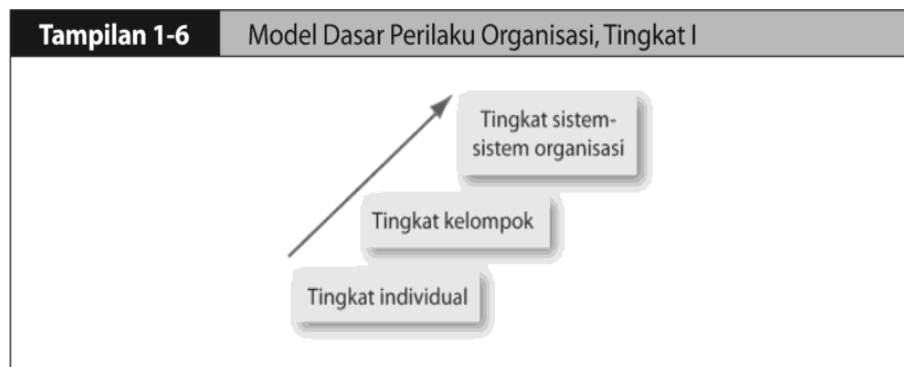 Tampilan 1-6
Model Dasar Perilaku Organisasi, Tingkat I
Tingkat sistem-
sistem organisasi
Tingkat kelompok
Tingkat individual